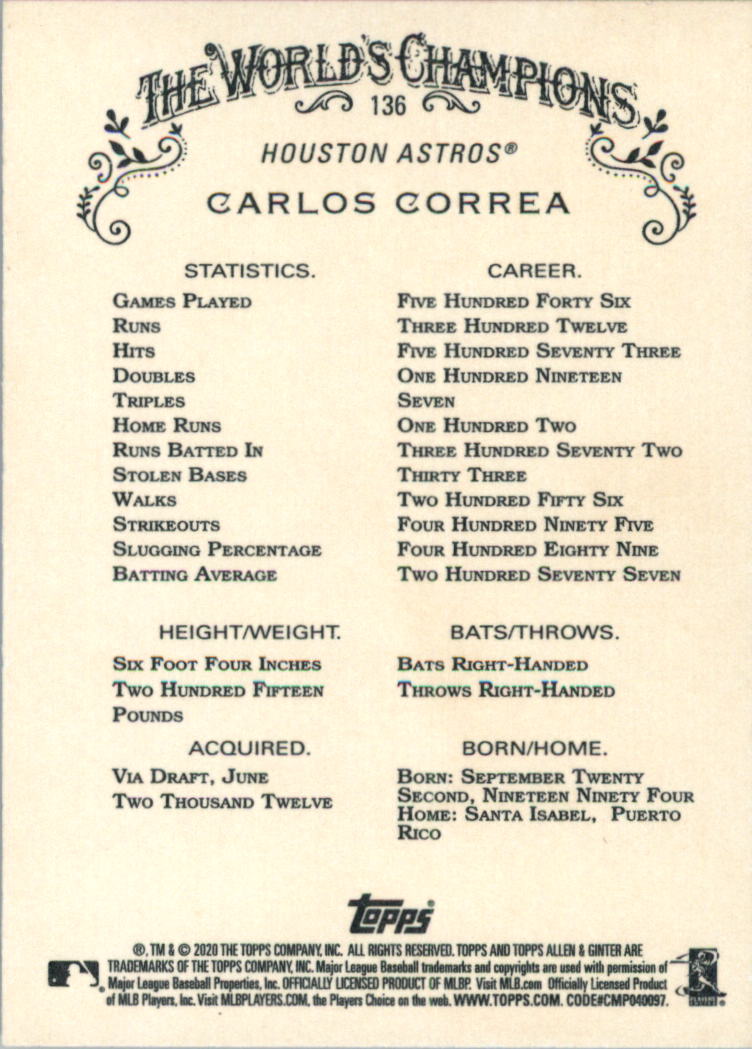 THE WORLD'S CHAMPIONS
136
HOUSTON ASTROS®
CARLOS CORREA
STATISTICS. CAREER.
GAMES PLAYED FIVE HUNDRED FORTY SIX
RUNS THREE HUNDRED TWELVE
HITS FIVE HUNDRED SEVENTY THREE
DOUBLES ONE HUNDRED NINETEEN
TRIPLES SEVEN
HOME RUNS ONE HUNDRED TWO
RUNS BATTED IN THREE HUNDRED SEVENTY TWO
STOLEN BASES THIRTY THREE
WALKS TWO HUNDRED FIFTY SIX
STRIKEOUTS FOUR HUNDRED NINETY FIVE
SLUGGING PERCENTAGE FOUR HUNDRED EIGHTY NINE
BATTING AVERAGE TWO HUNDRED SEVENTY SEVEN
HEIGHT/WEIGHT.
SIX FOOT FOUR INCHES
TWO HUNDRED FIFTEEN
POUNDS
BATS/THROWS.
BATS RIGHT-HANDED
THROWS RIGHT-HANDED
ACQUIRED.
VIA DRAFT, JUNE
TWO THOUSAND TWELVE
BORN/HOME.
BORN: SEPTEMBER TWENTY
SECOND, NINETEEN NINETY FOUR
HOME: SANTA ISABEL, PUERTO
RICO
topps®
®, TM & © 2020 THE TOPPS COMPANY, INC. ALL RIGHTS RESERVED. TOPPS AND TOPPS ALLEN & GINTER ARE
TRADEMARKS OF THE TOPPS COMPANY, INC. Major League Baseball trademarks and copyrights are used with permission of
Major League Baseball Properties, Inc. OFFICIALLY LICENSED PRODUCT OF MLBP. Visit MLB.com Officially Licensed Product
of MLB Players, Inc. Visit MLBPLAYERS.COM, the Players Choice on the web. WWW.TOPPS.COM. CODE#CMP040097.